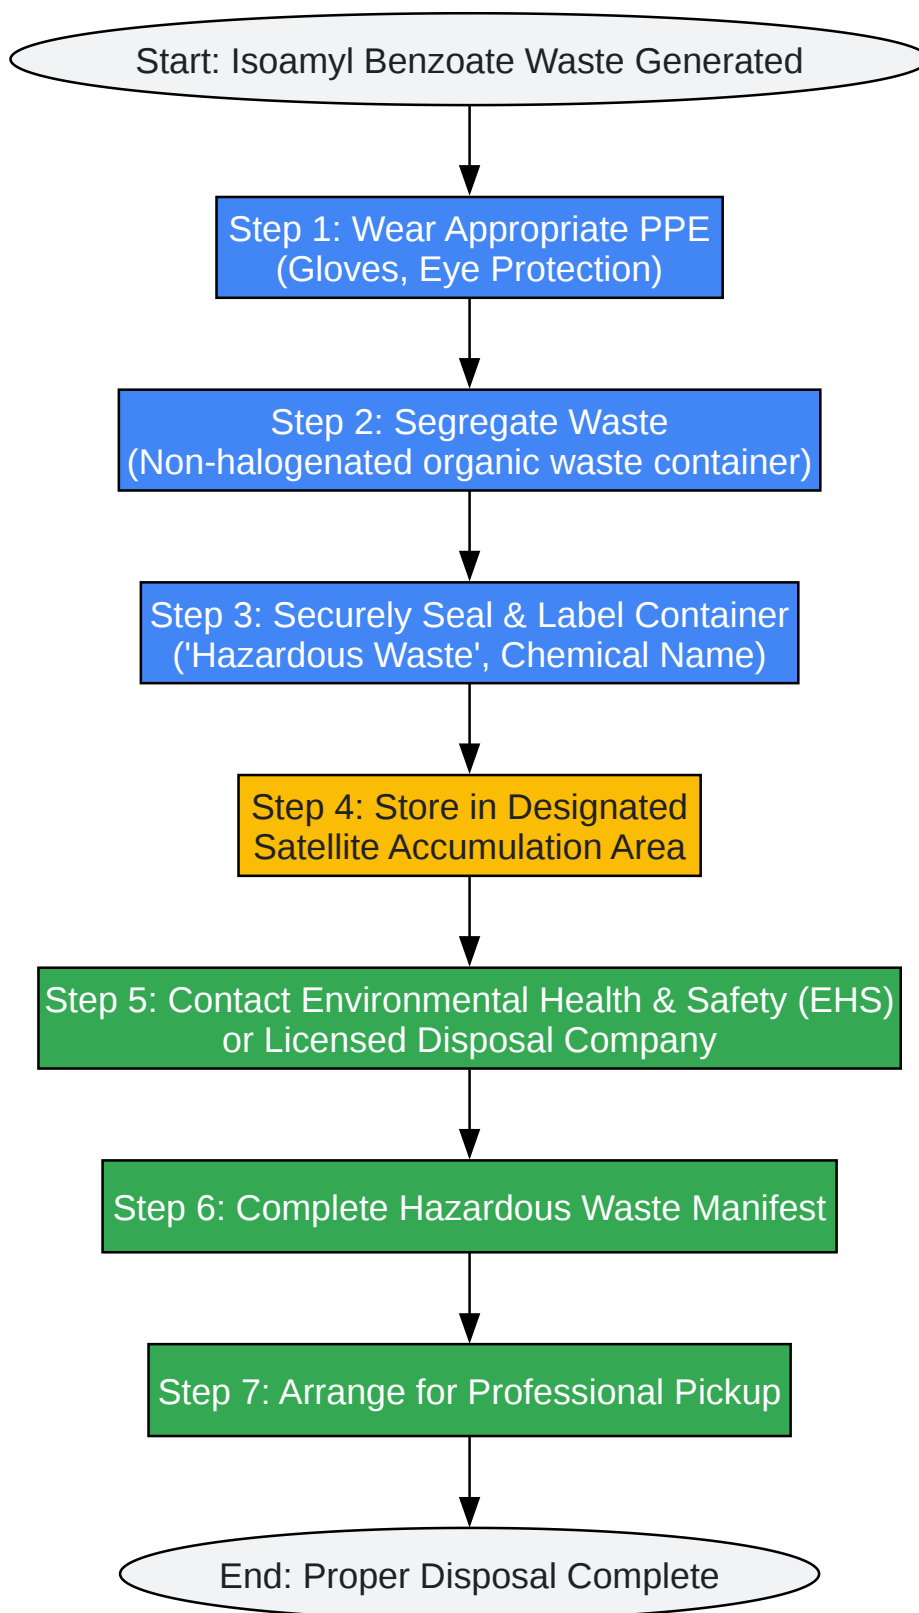 Start: Isoamyl Benzoate Waste Generated
Step 1: Wear Appropriate PPE
(Gloves, Eye Protection)
Step 2: Segregate Waste
(Non-halogenated organic waste container)
Step 3: Securely Seal & Label Container
('Hazardous Waste', Chemical Name)
Step 4: Store in Designated
Satellite Accumulation Area
Step 5: Contact Environmental Health & Safety (EHS)
or Licensed Disposal Company
Step 6: Complete Hazardous Waste Manifest
Step 7: Arrange for Professional Pickup
End: Proper Disposal Complete